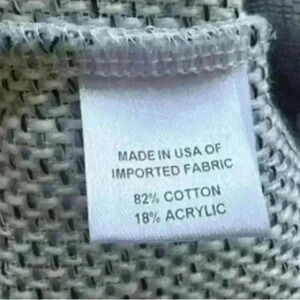 MADE IN USA OF
IMPORTED FABRIC
82% COTTON
18% ACRYLIC